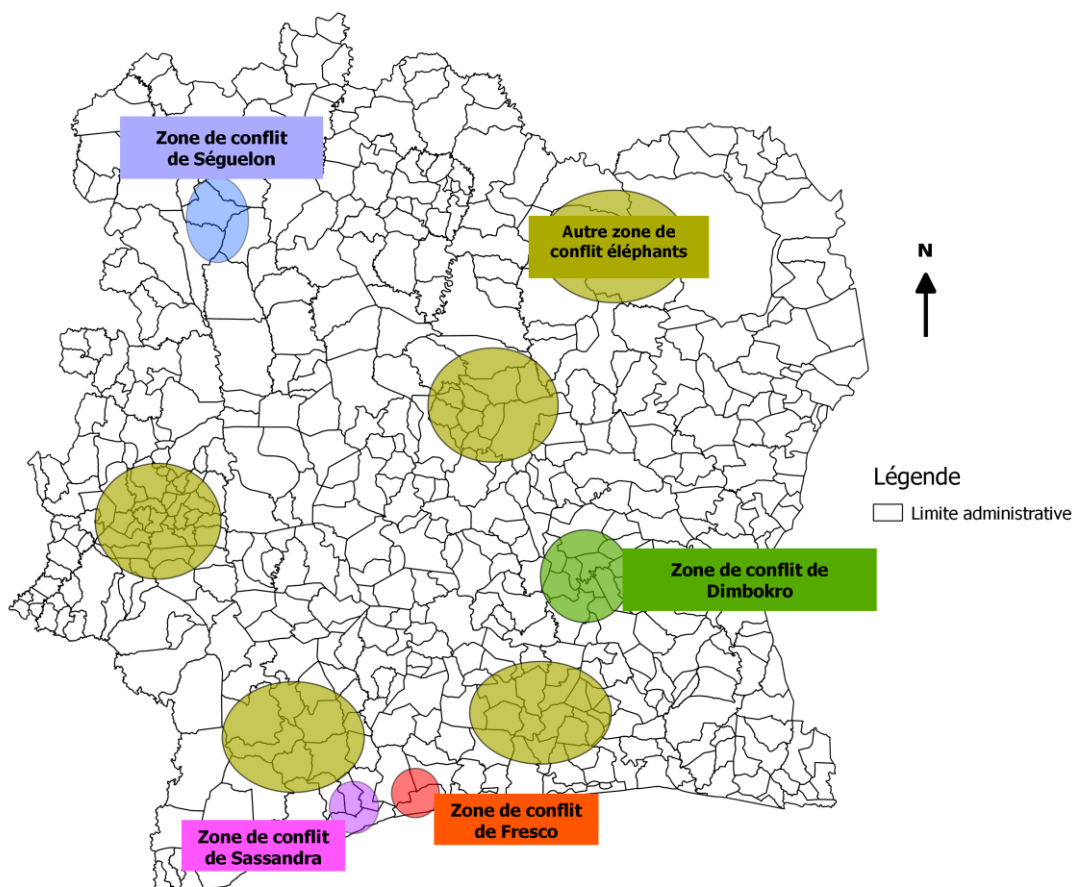 Zone de conflit
de Séguelon
Autre zone de
conflit éléphants
N
Légende
Limite administrative
Zone de conflit de
Dimbokro
Zone de conflit
de Fresco
Zone de conflit
de Sassandra